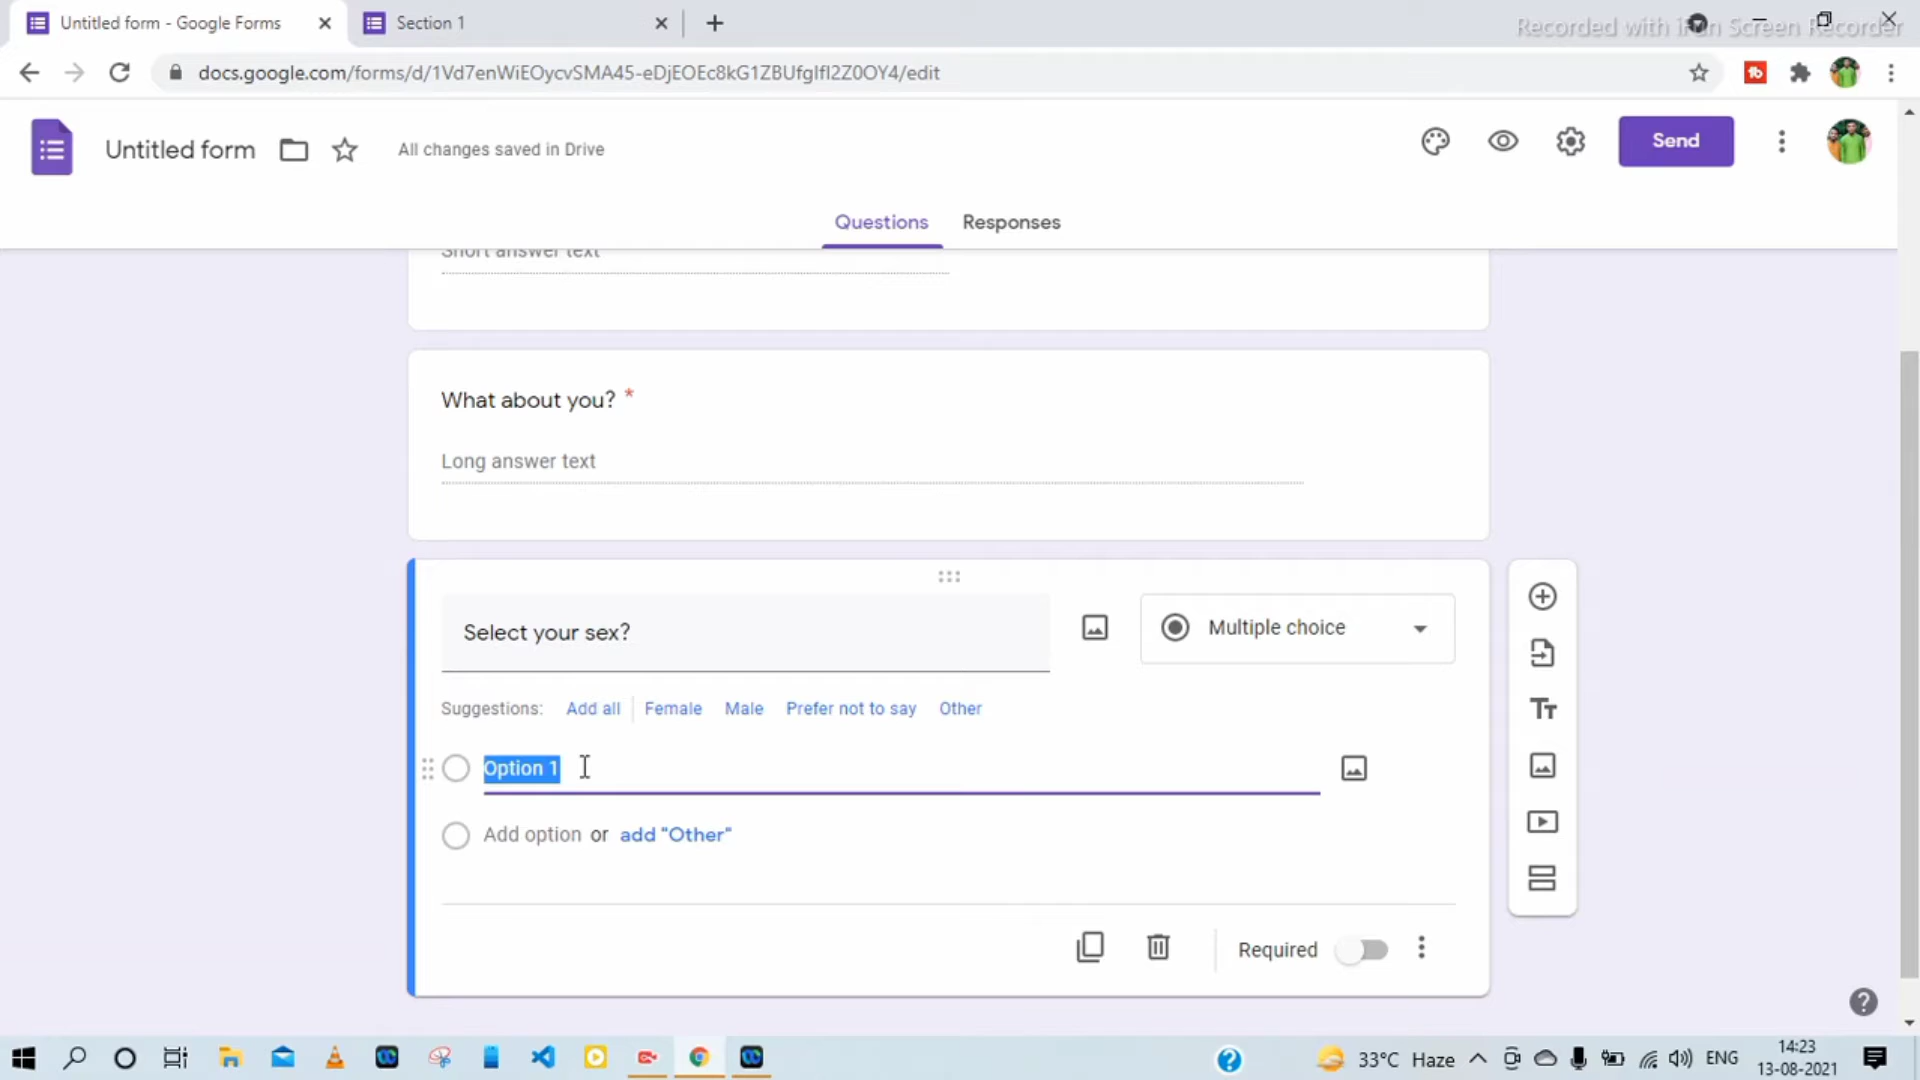 Untitled form - Google Forms
Section 1
Recorded with iFun Screen Recorder
docs.google.com/forms/d/1Vd7enWiEOycvSMA45-eDjEOEc8kG1ZBUfgIfI2Z0OY4/edit
Untitled form
All changes saved in Drive
Send
Questions
Responses
Short answer text
What about you? *
Long answer text
Select your sex?
Multiple choice
Suggestions: Add all Female Male Prefer not to say Other
Option 1
Add option or add "Other"
Required
33°C Haze
ENG
14:23
13-08-2021